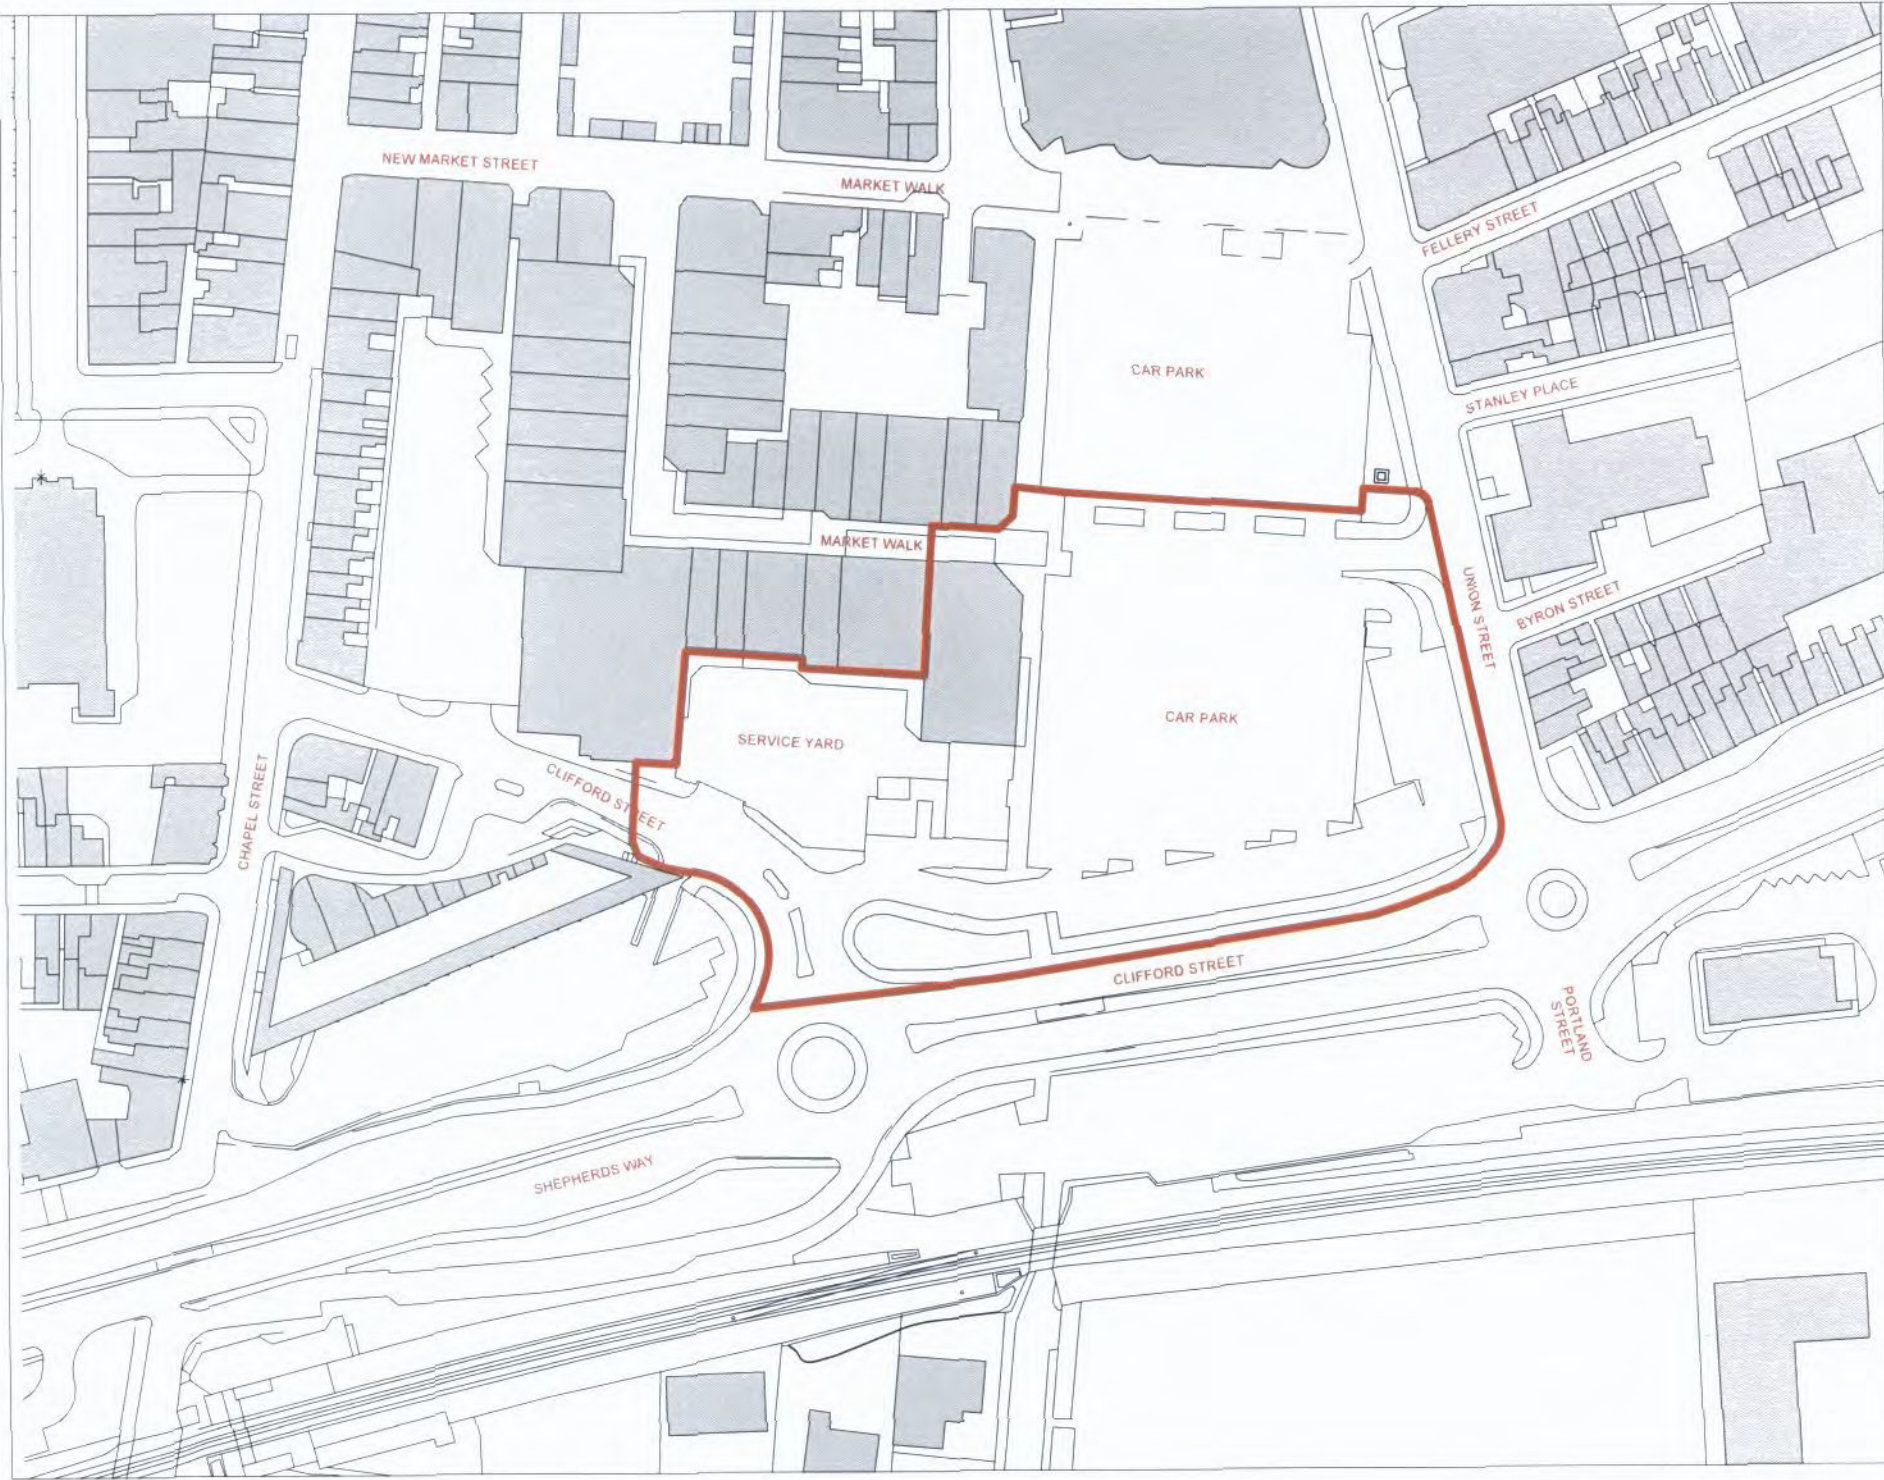 NEW MARKET STREET
MARKET WALK
FELLERY STREET
CAR PARK
STANLEY PLACE
MARKET WALK
UNION STREET
BYRON STREET
CAR PARK
SERVICE YARD
CLIFFORD STREET
CHAPEL STREET
CLIFFORD STREET
PORTLAND
STREET
SHEPHERDS WAY